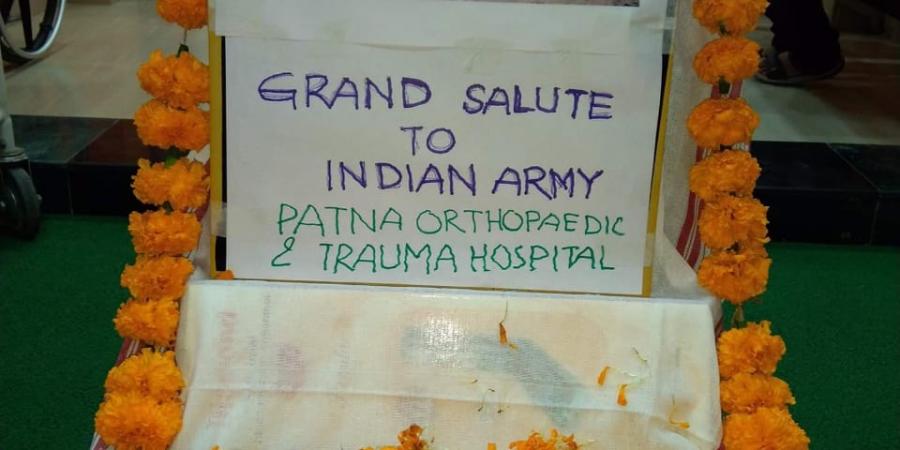 GRAND SALUTE
TO
INDIAN ARMY
PATNA ORTHOPAEDIC
& TRAUMA HOSPITAL